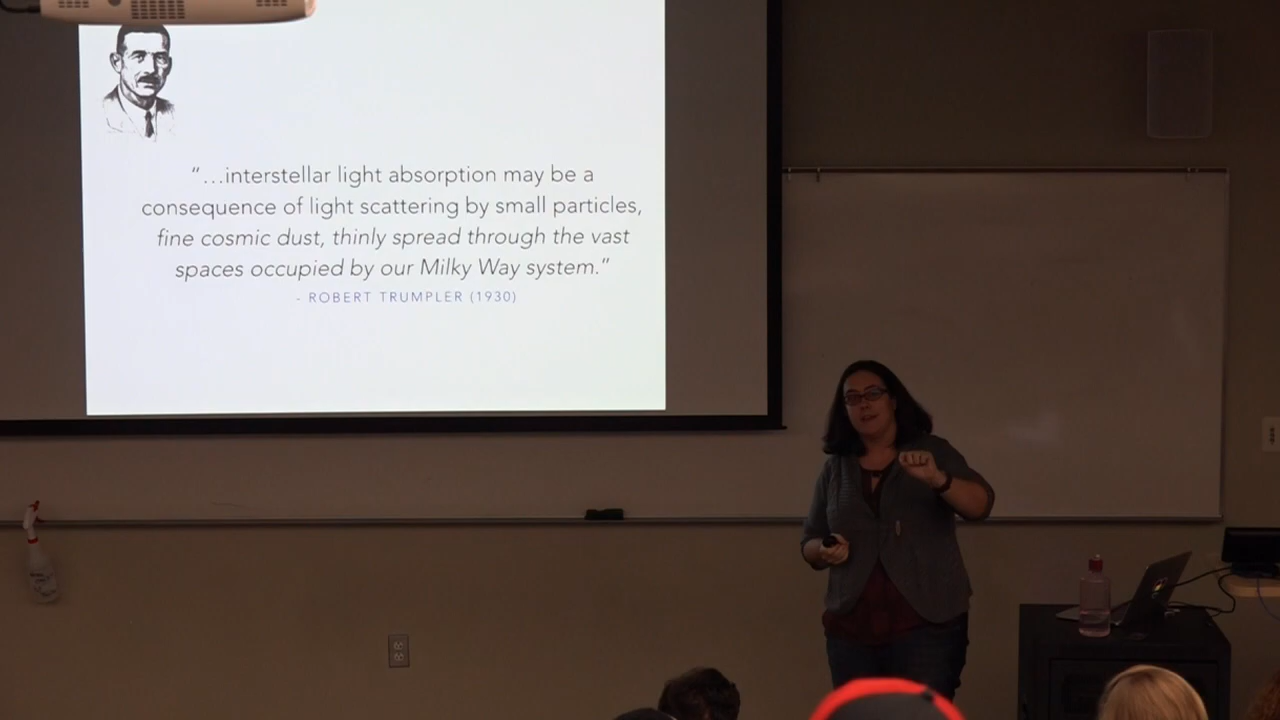 “…interstellar light absorption may be a
consequence of light scattering by small particles,
fine cosmic dust, thinly spread through the vast
spaces occupied by our Milky Way system.”
- ROBERT TRUMPLER (1930)